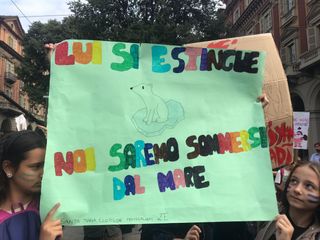 LUI SI ESTINGUE
NOI SAREMO SOMMERSI
DAL MARE